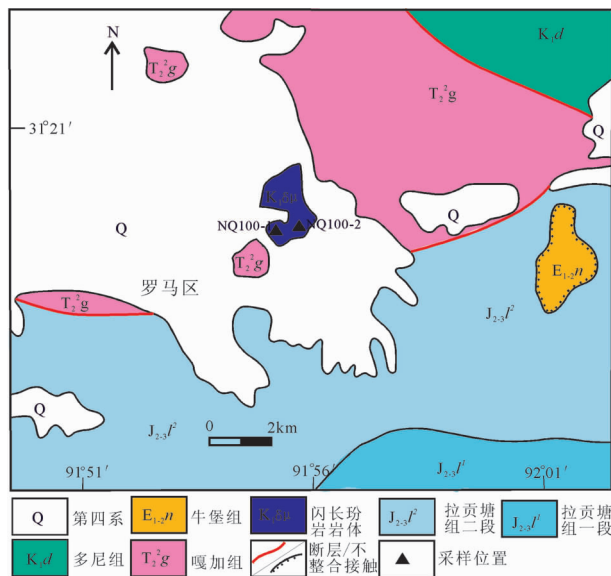 N
K₁d
T₂²g
T₂²g
Q
31°21′
K₁δμ
Q
NQ100-1
NQ100-2
Q
T₂²g
E₁₋₂n
罗马区
T₂²g
J₂₋₃l²
Q
J₂₋₃l²
0 2km
J₂₋₃l¹
91°51′ 91°56′ 02°01′
Q 第四系
E₁₋₂n 牛堡组
K₁δμ 闪长玢岩岩体
J₂₋₃l² 拉贡塘组二段
J₂₋₃l¹ 拉贡塘组一段
K₁d 多尼组
T₂²g 嘎加组
断层/不整合接触
采样位置